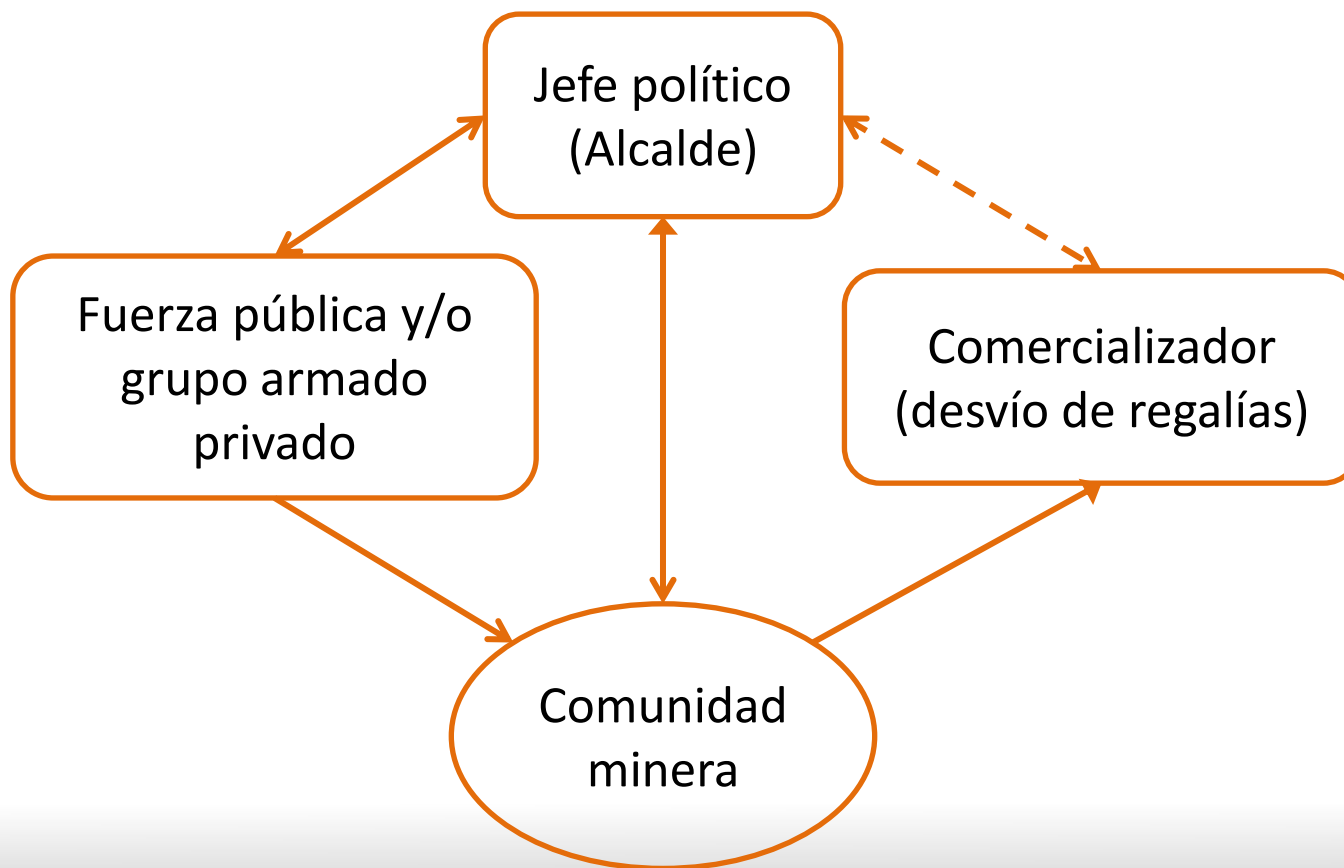 Jefe político
(Alcalde)
Fuerza pública y/o
grupo armado
privado
Comercializador
(desvío de regalías)
Comunidad
minera